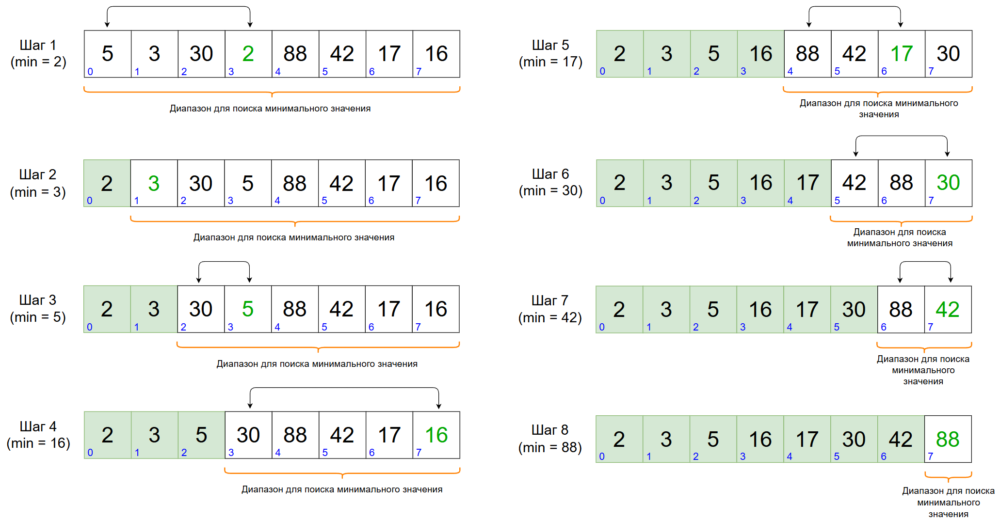 Шаг 1
(min = 2)
5 3 30 2 88 42 17 16
0 1 2 3 4 5 6 7
Диапазон для поиска минимального значения
Шаг 2
(min = 3)
2 3 30 5 88 42 17 16
0 1 2 3 4 5 6 7
Диапазон для поиска минимального значения
Шаг 3
(min = 5)
2 3 30 5 88 42 17 16
0 1 2 3 4 5 6 7
Диапазон для поиска минимального значения
Шаг 4
(min = 16)
2 3 5 30 88 42 17 16
0 1 2 3 4 5 6 7
Диапазон для поиска минимального значения
Шаг 5
(min = 17)
2 3 5 16 88 42 17 30
0 1 2 3 4 5 6 7
Диапазон для поиска минимального
значения
Шаг 6
(min = 30)
2 3 5 16 17 42 88 30
0 1 2 3 4 5 6 7
Диапазон для поиска
минимального значения
Шаг 7
(min = 42)
2 3 5 16 17 30 88 42
0 1 2 3 4 5 6 7
Диапазон для поиска
минимального
значения
Шаг 8
(min = 88)
2 3 5 16 17 30 42 88
0 1 2 3 4 5 6 7
Диапазон для поиска
минимального
значения